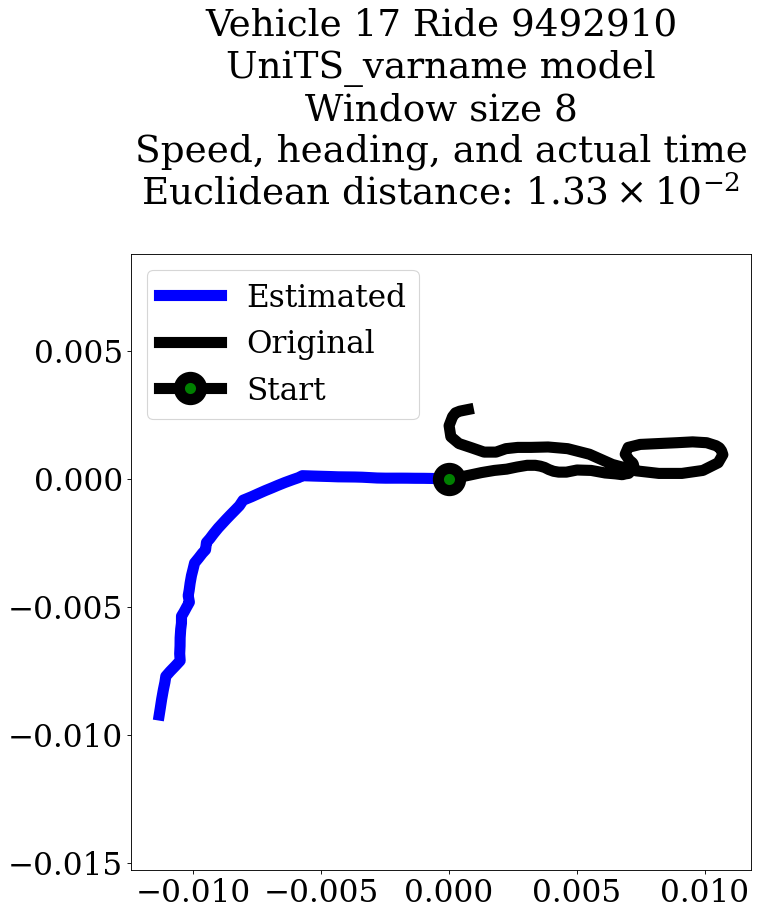 Vehicle 17 Ride 9492910
UniTS_varname model
Window size 8
Speed, heading, and actual time
Euclidean distance: 1.33 × 10⁻²
Estimated
Original
Start
0.005
0.000
−0.005
−0.010
−0.015
−0.010 −0.005 0.000 0.005 0.010